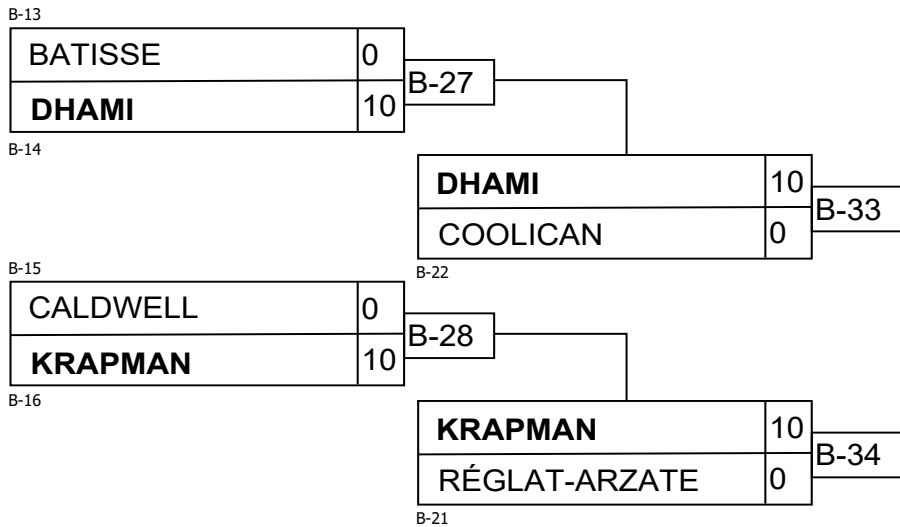 B-13
BATISSE 0
B-27
DHAMI 10
B-14
DHAMI 10
B-33
COOLICAN 0
B-22
B-15
CALDWELL 0
B-28
KRAPMAN 10
B-16
KRAPMAN 10
B-34
RÉGLAT-ARZATE 0
B-21